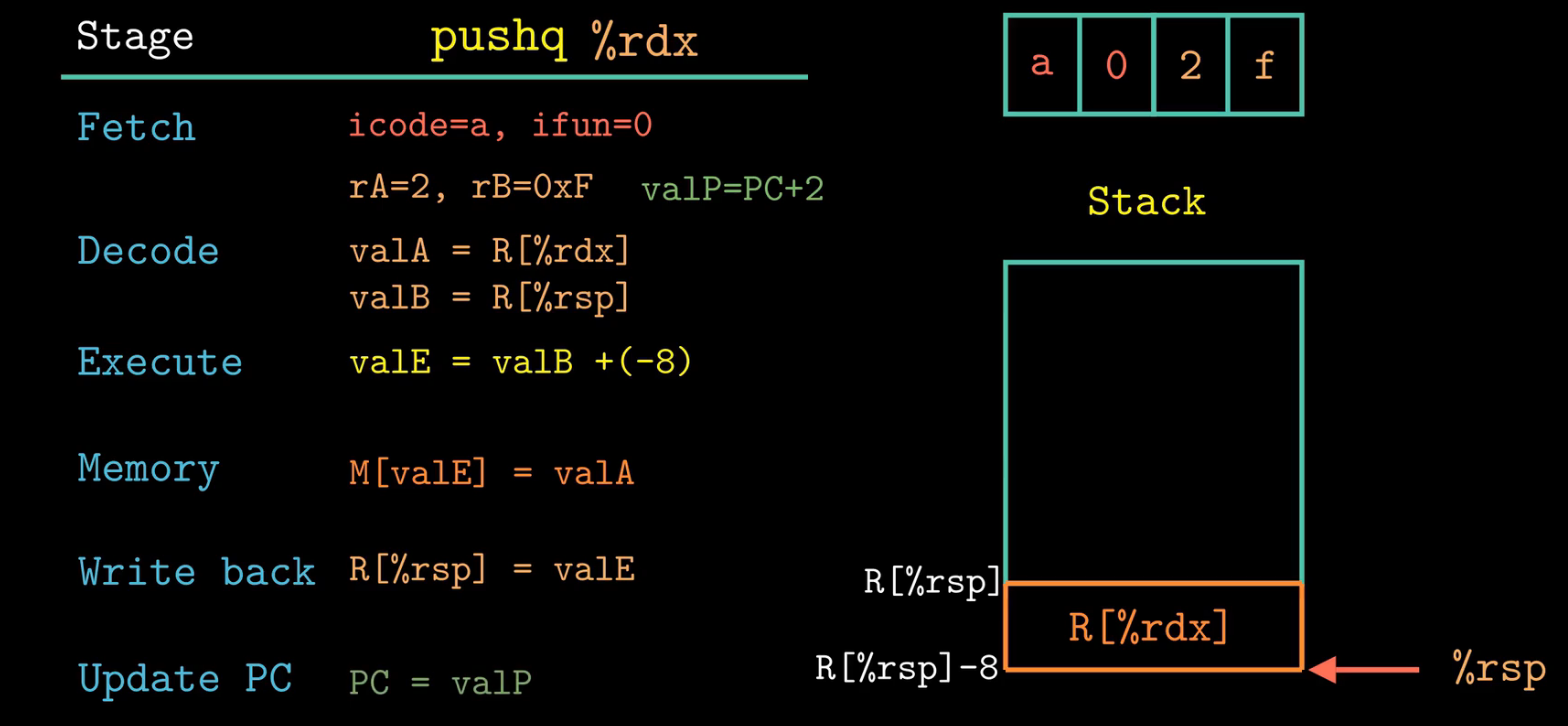 Stage pushq %rdx
a 0 2 f
Fetch icode=a, ifun=0
rA=2, rB=0xF valP=PC+2
Stack
Decode valA = R[%rdx]
valB = R[%rsp]
Execute valE = valB +(-8)
Memory M[valE] = valA
Write back R[%rsp] = valE
R[%rsp]
R[%rdx]
R[%rsp]-8
%rsp
Update PC PC = valP